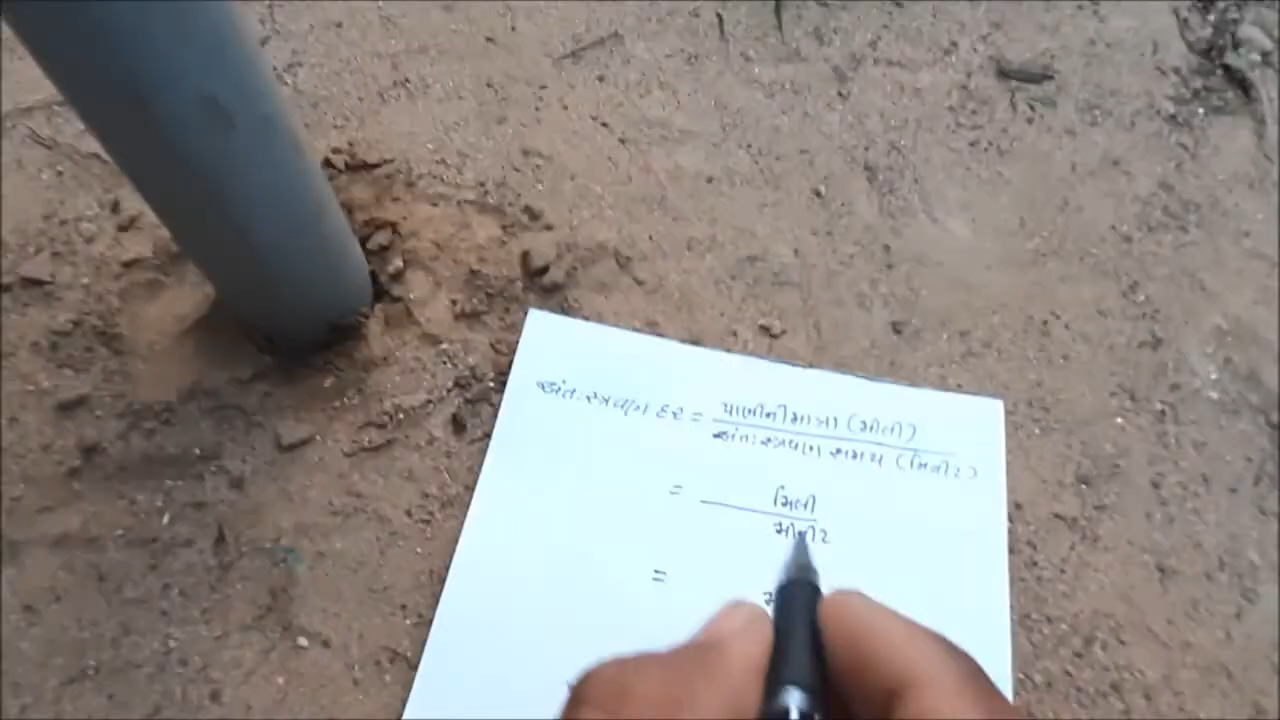 અંતઃસ્ત્રવણ દર = પાણીની માત્રા (મીલી)
અંતઃસ્ત્રવણ સમય (મિનીટ)
= મિલી
મીનીટ
=